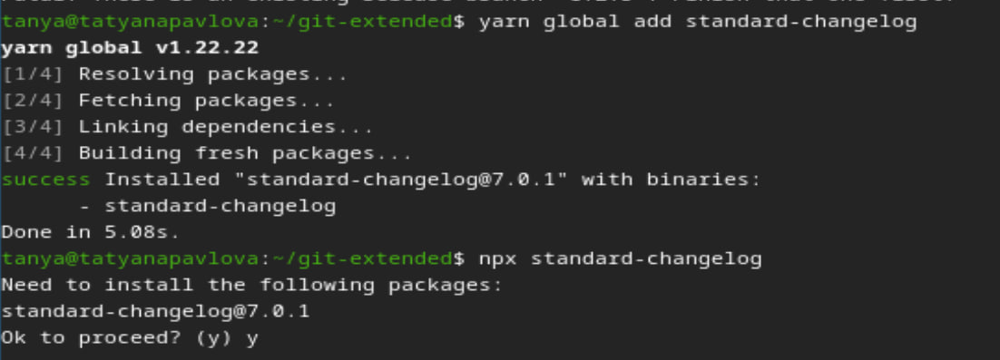 tanya@tatyanapavlova:~/git-extended$ yarn global add standard-changelog
yarn global v1.22.22
[1/4] Resolving packages...
[2/4] Fetching packages...
[3/4] Linking dependencies...
[4/4] Building fresh packages...
success Installed "standard-changelog@7.0.1" with binaries:
      - standard-changelog
Done in 5.08s.
tanya@tatyanapavlova:~/git-extended$ npx standard-changelog
Need to install the following packages:
standard-changelog@7.0.1
Ok to proceed? (y) y